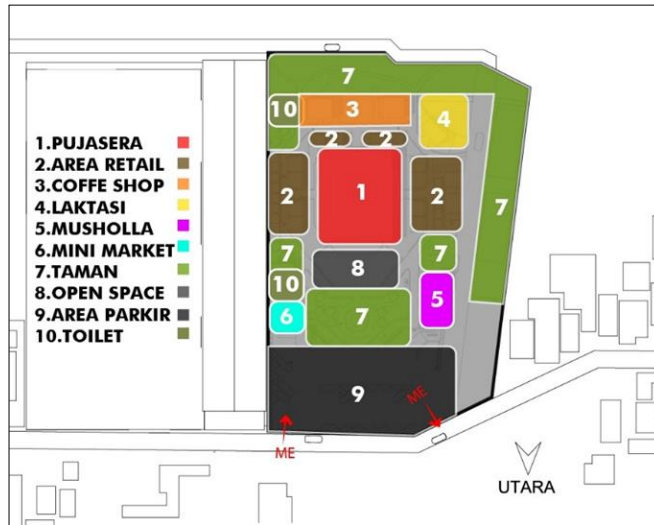 7
10
3
4
2
2
1.PUJASERA
2.AREA RETAIL
3.COFFE SHOP
4.LAKTASI
5.MUSHOLLA
6.MINI MARKET
7.TAMAN
8.OPEN SPACE
9.AREA PARKIR
10.TOILET
2
1
2
7
7
7
8
10
5
6
7
9
ME
ME
UTARA